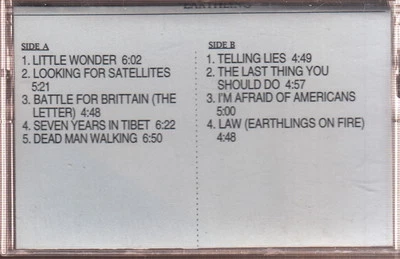 EARTHLING
SIDE A
1. LITTLE WONDER 6:02
2. LOOKING FOR SATELLITES
5:21
3. BATTLE FOR BRITTAIN (THE
LETTER) 4:48
4. SEVEN YEARS IN TIBET 6:22
5. DEAD MAN WALKING 6:50
SIDE B
1. TELLING LIES 4:49
2. THE LAST THING YOU
SHOULD DO 4:57
3. I'M AFRAID OF AMERICANS
5:00
4. LAW (EARTHLINGS ON FIRE)
4:48